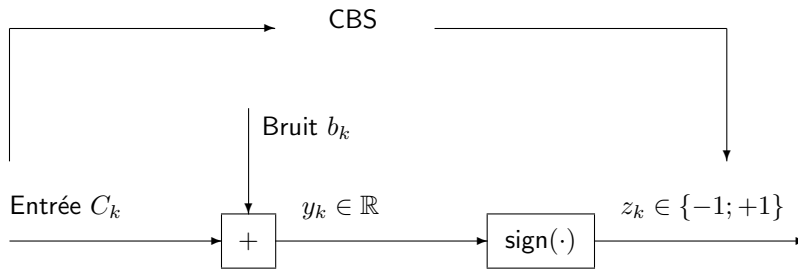 CBS
Bruit $b_k$
Entrée $C_k$
$y_k \in \mathbb{R}$
$z_k \in \{-1; +1\}$
+
sign(·)